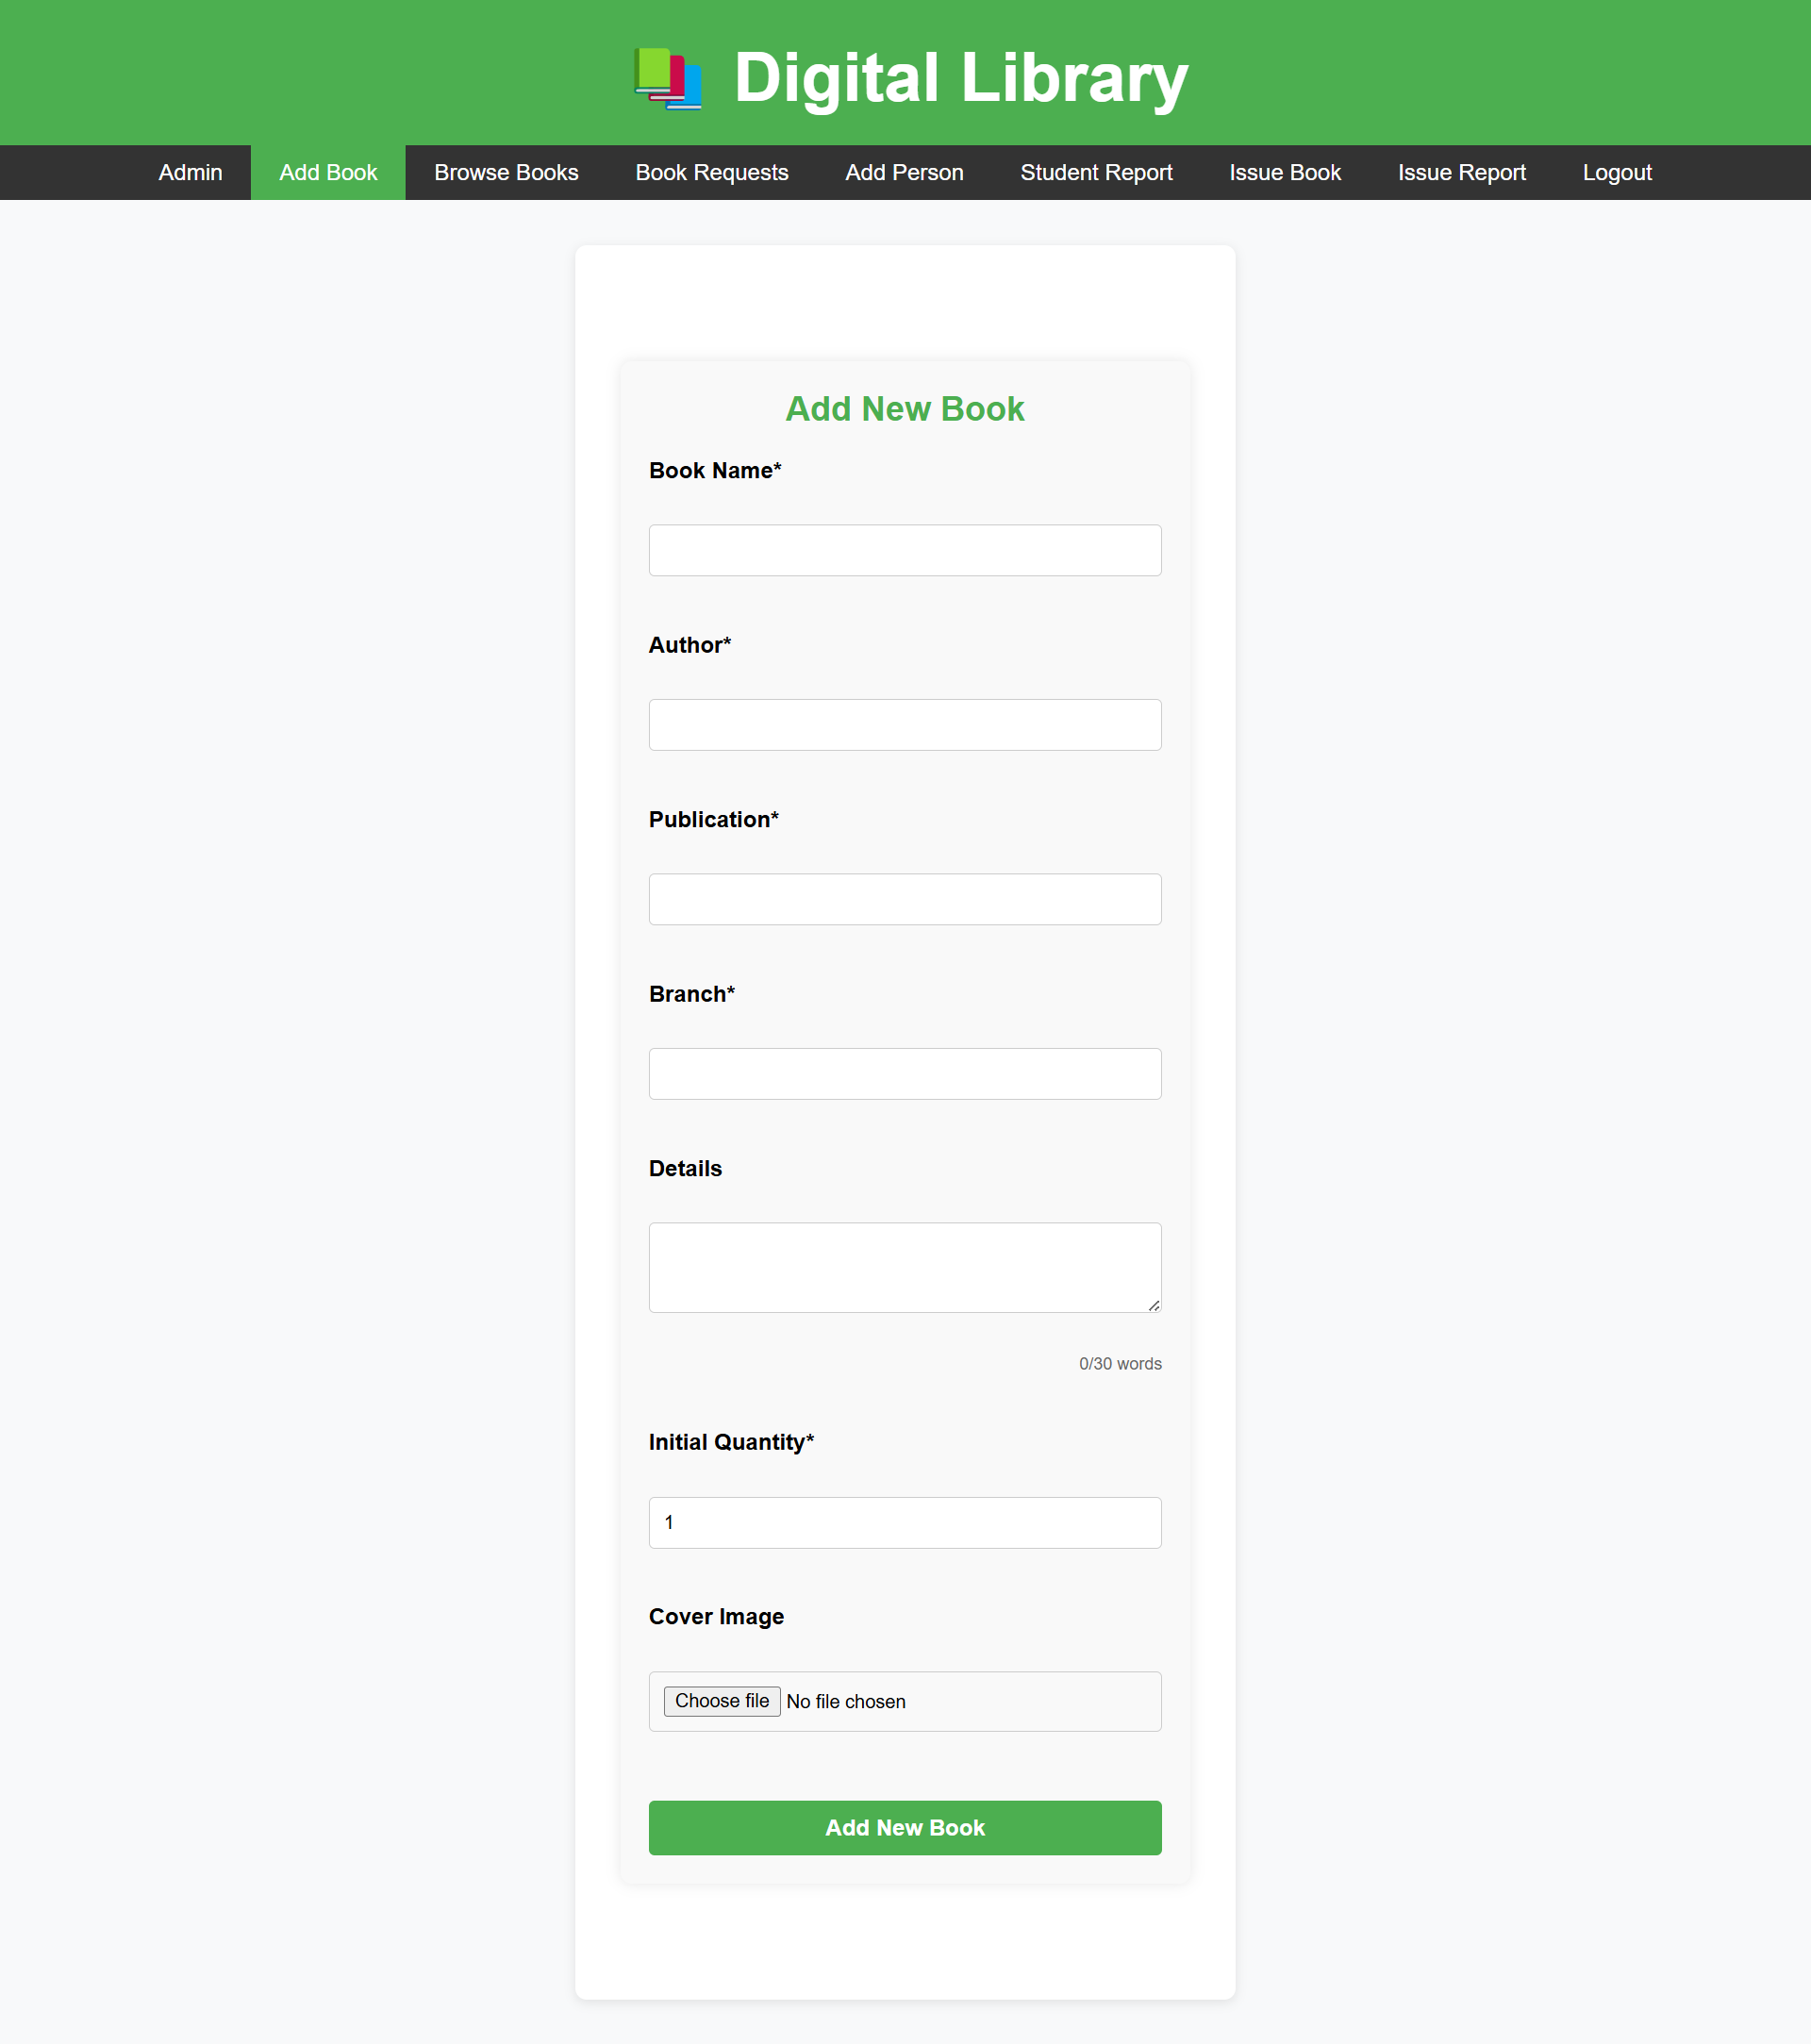 Digital Library
Admin Add Book Browse Books Book Requests Add Person Student Report Issue Book Issue Report Logout
Add New Book
Book Name*
Author*
Publication*
Branch*
Details
0/30 words
Initial Quantity*
1
Cover Image
Choose file No file chosen
Add New Book